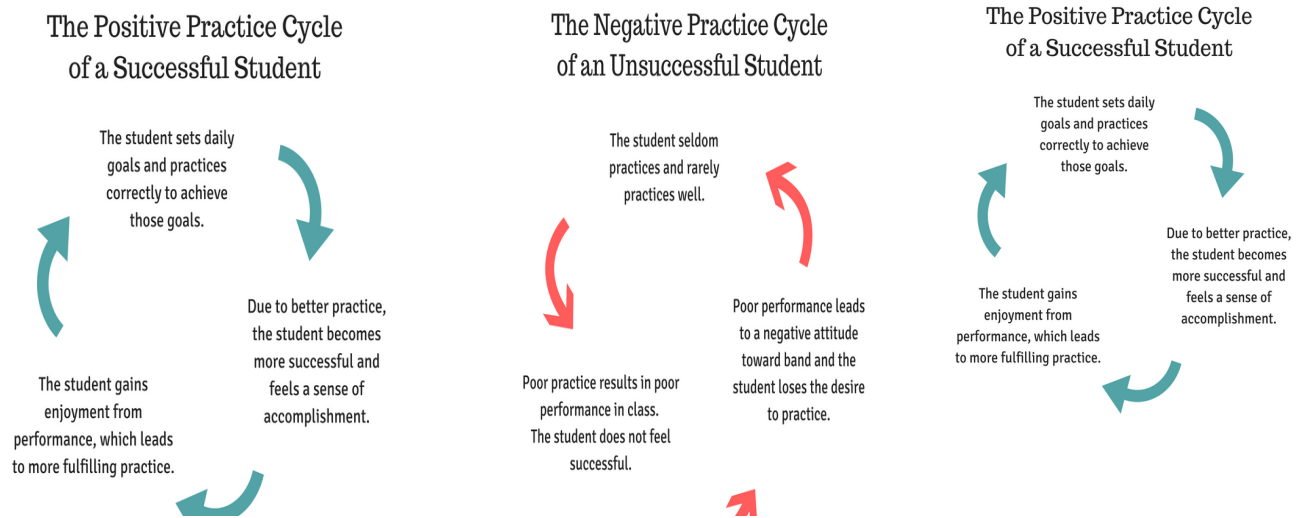 The Positive Practice Cycle
of a Successful Student
The student sets daily
goals and practices
correctly to achieve
those goals.
Due to better practice,
the student becomes
more successful and
feels a sense of
accomplishment.
The student gains
enjoyment from
performance, which leads
to more fulfilling practice.
The Negative Practice Cycle
of an Unsuccessful Student
The student seldom
practices and rarely
practices well.
Poor practice results in poor
performance in class.
The student does not feel
successful.
Poor performance leads
to a negative attitude
toward band and the
student loses the desire
to practice.
The Positive Practice Cycle
of a Successful Student
The student sets daily
goals and practices
correctly to achieve
those goals.
Due to better practice,
the student becomes
more successful and
feels a sense of
accomplishment.
The student gains
enjoyment from
performance, which leads
to more fulfilling practice.